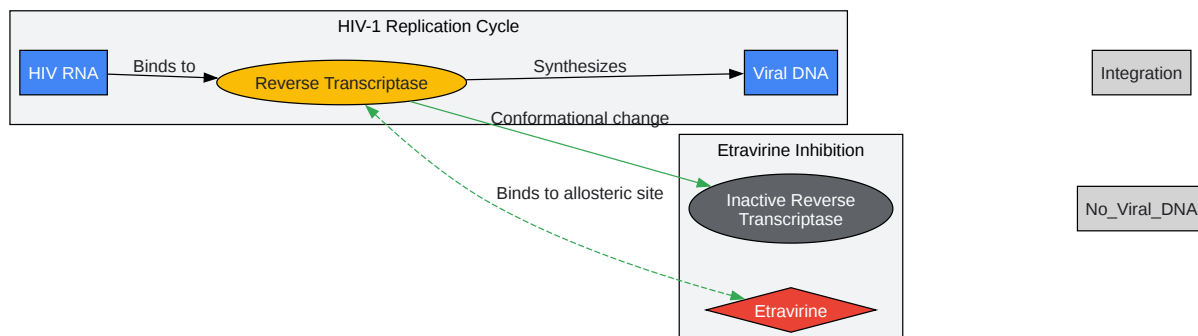 HIV-1 Replication Cycle
HIV RNA
Binds to
Reverse Transcriptase
Synthesizes
Viral DNA
Integration
Conformational change
Etravirine Inhibition
Binds to allosteric site
Inactive Reverse
Transcriptase
No_Viral_DNA
Etravirine